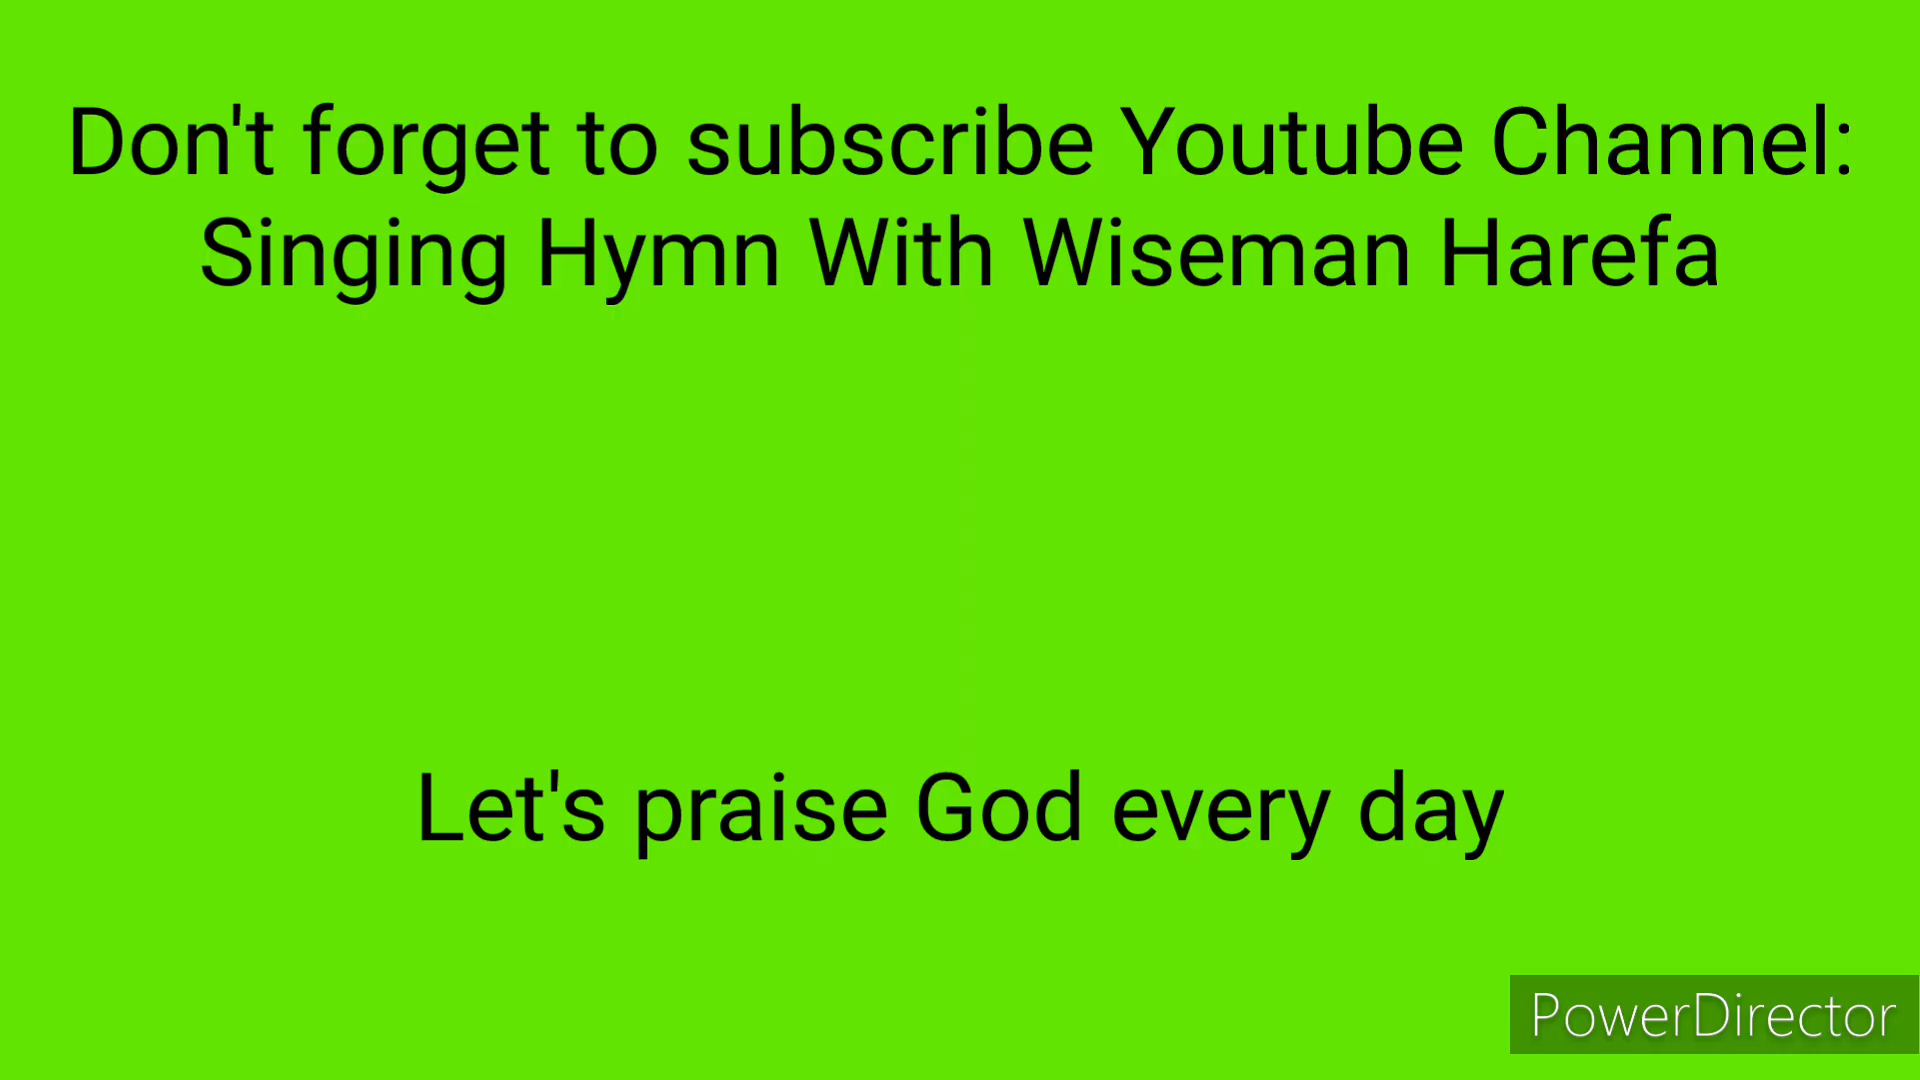 Don't forget to subscribe Youtube Channel:
Singing Hymn With Wiseman Harefa
Let's praise God every day
PowerDirector